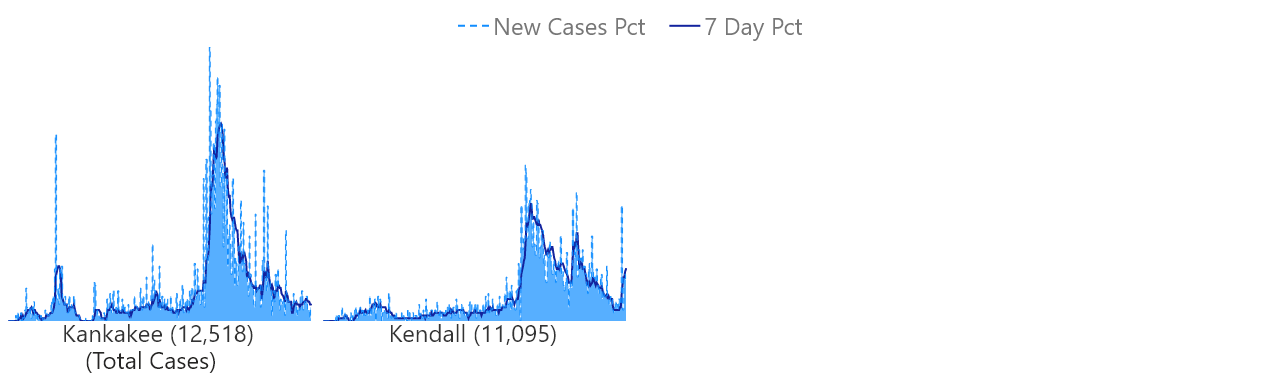 New Cases Pct 7 Day Pct
Kankakee (12,518) Kendall (11,095)
(Total Cases)